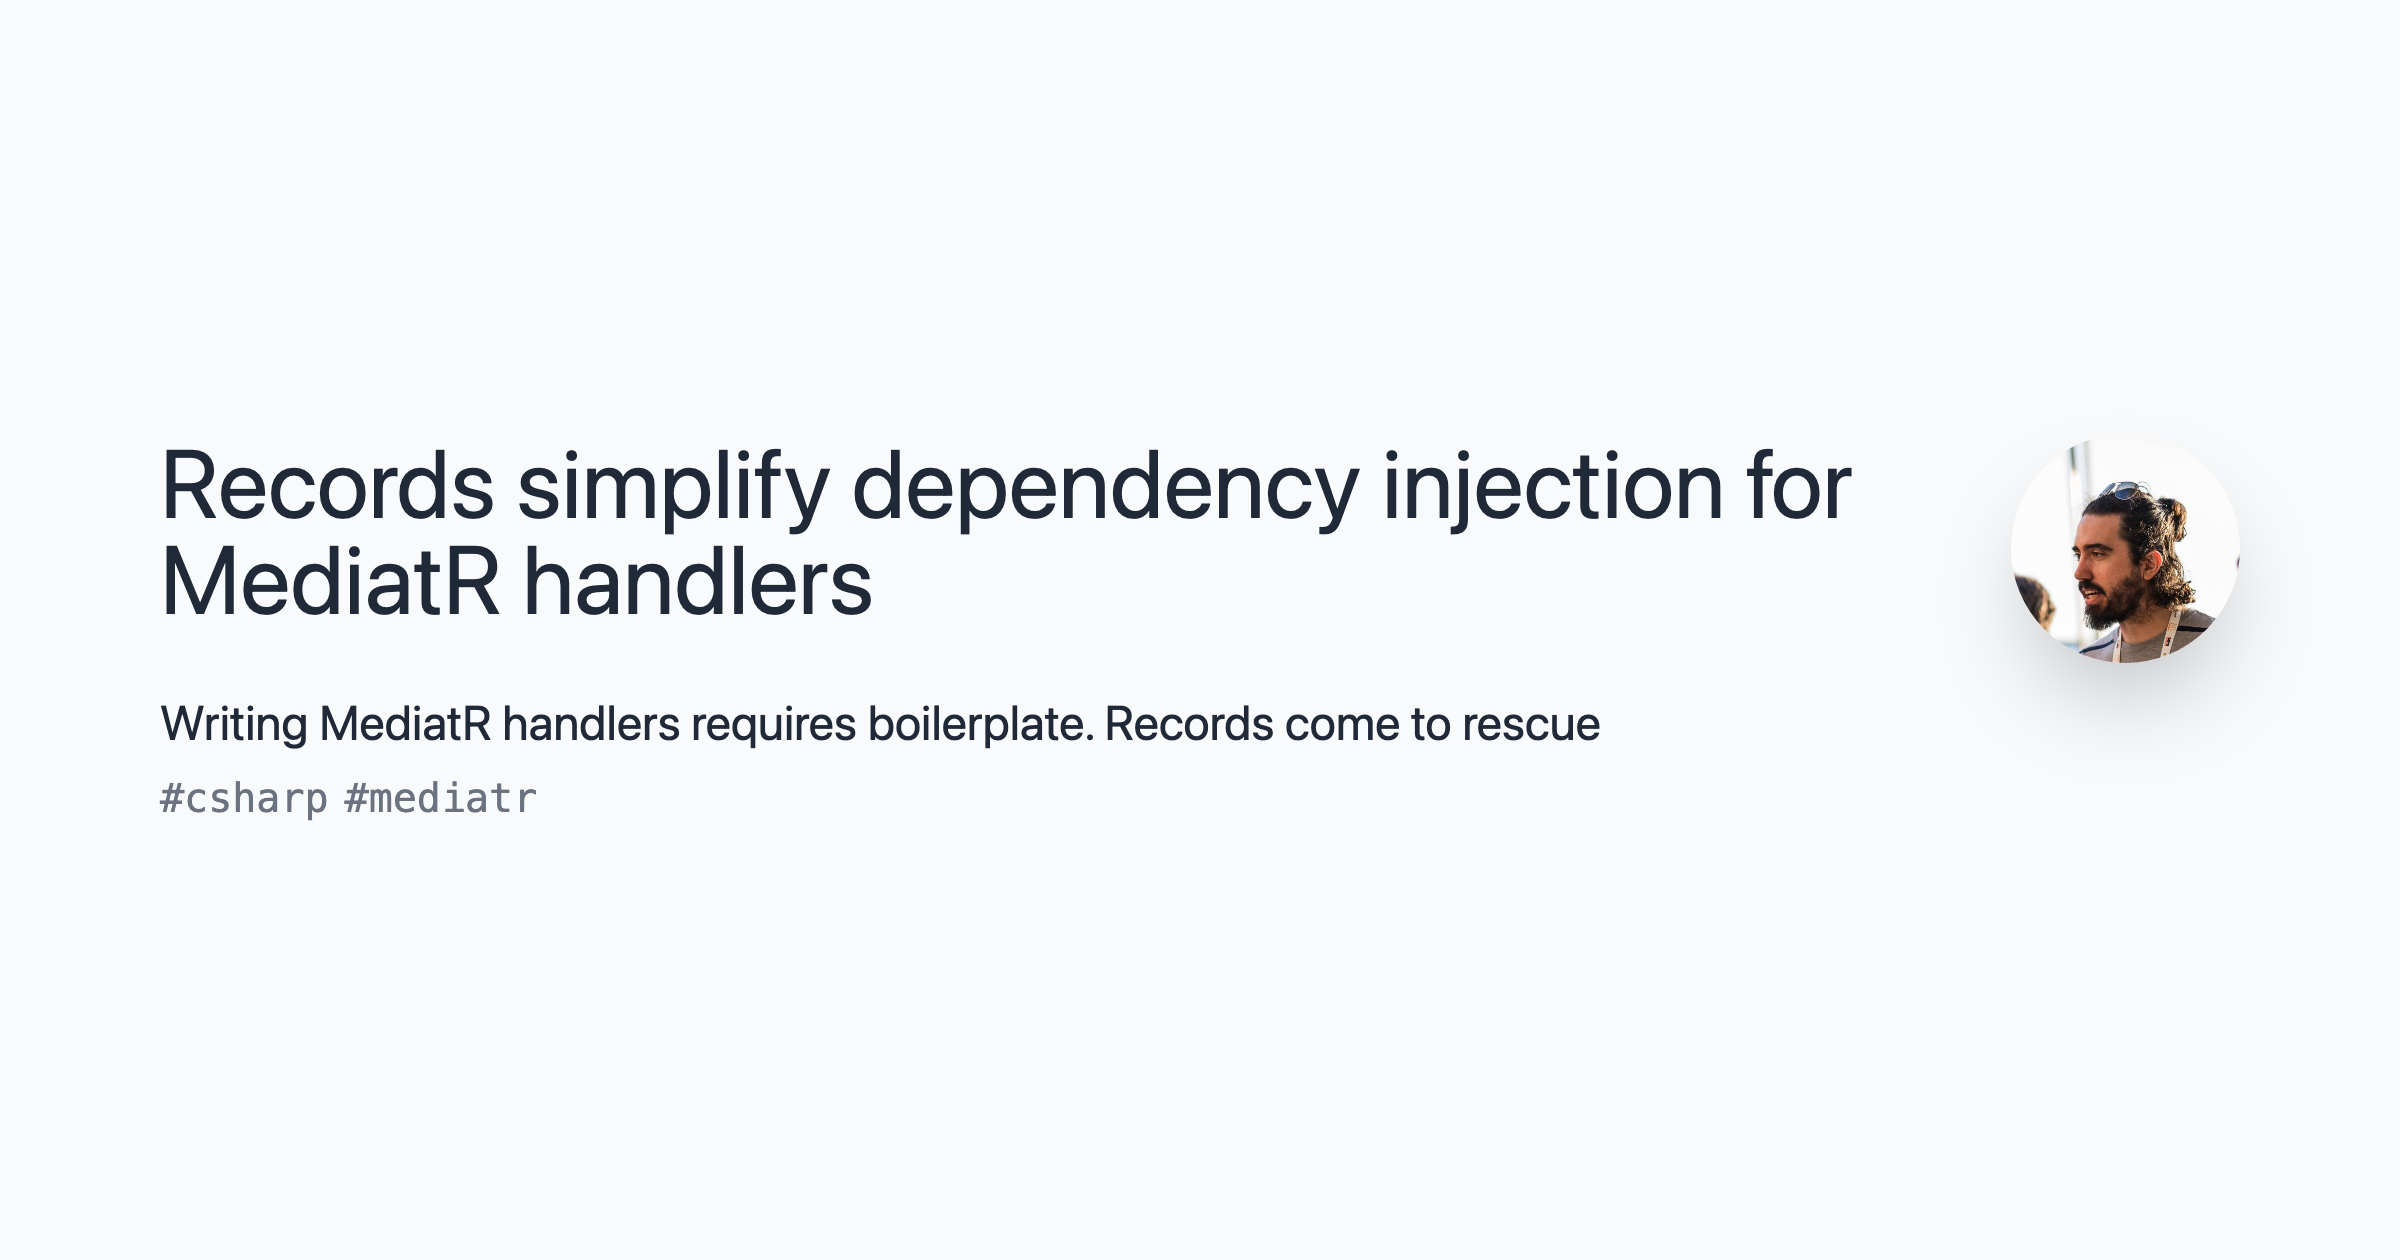 Records simplify dependency injection for
MediatR handlers
Writing MediatR handlers requires boilerplate. Records come to rescue
#csharp #mediatr